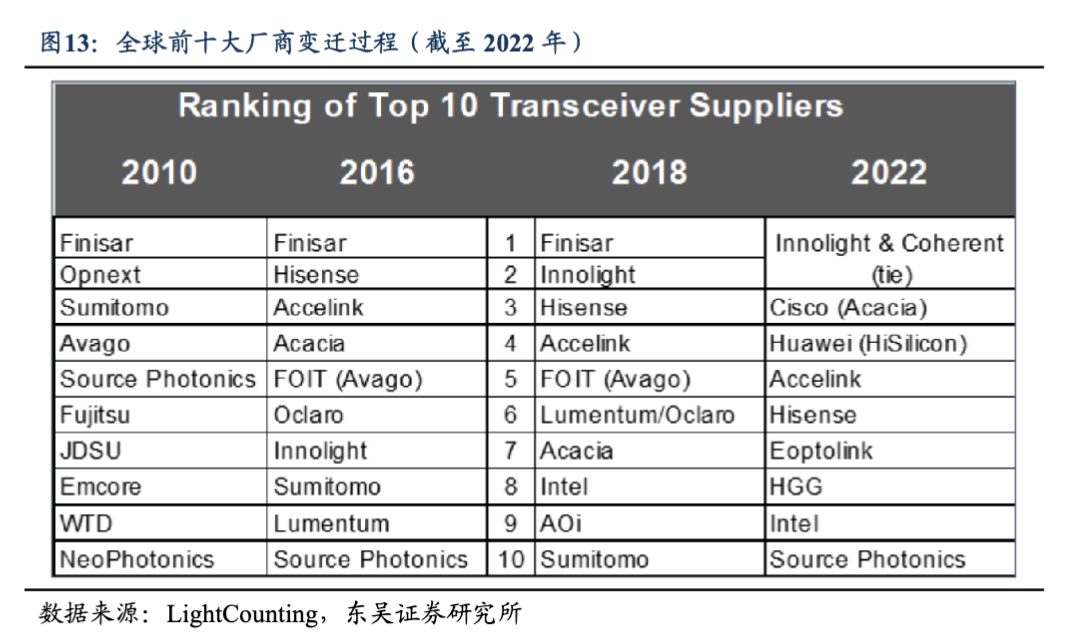 图13：全球前十大厂商变迁过程（截至 2022 年）
Ranking of Top 10 Transceiver Suppliers
2010 2016 2018 2022
Finisar Finisar 1 Finisar Innolight & Coherent
Opnext Hisense 2 Innolight (tie)
Sumitomo Accelink 3 Hisense Cisco (Acacia)
Avago Acacia 4 Accelink Huawei (HiSilicon)
Source Photonics FOIT (Avago) 5 FOIT (Avago) Accelink
Fujitsu Oclaro 6 Lumentum/Oclaro Hisense
JDSU Innolight 7 Acacia Eoptolink
Emcore Sumitomo 8 Intel HGG
WTD Lumentum 9 AOi Intel
NeoPhotonics Source Photonics 10 Sumitomo Source Photonics
数据来源：LightCounting，东吴证券研究所